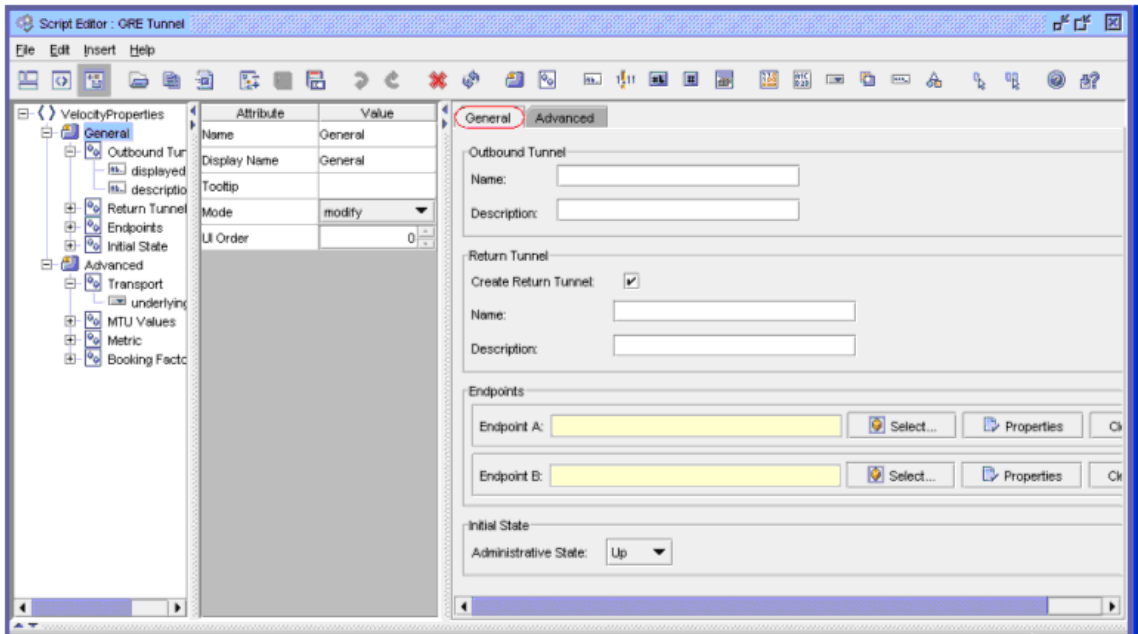 Script Editor : GRE Tunnel
File Edit Insert Help
VelocityProperties
General
Outbound Tur
displayed
descriptio
Return Tunnel
Endpoints
Initial State
Advanced
Transport
underlying
MTU Values
Metric
Booking Facto
Attribute Value
Name General
Display Name General
Tooltip
Mode modify
UI Order 0
General Advanced
Outbound Tunnel
Name:
Description:
Return Tunnel
Create Return Tunnel:
Name:
Description:
Endpoints
Endpoint A: Select... Properties Cl
Endpoint B: Select... Properties Cl
Initial State
Administrative State: Up